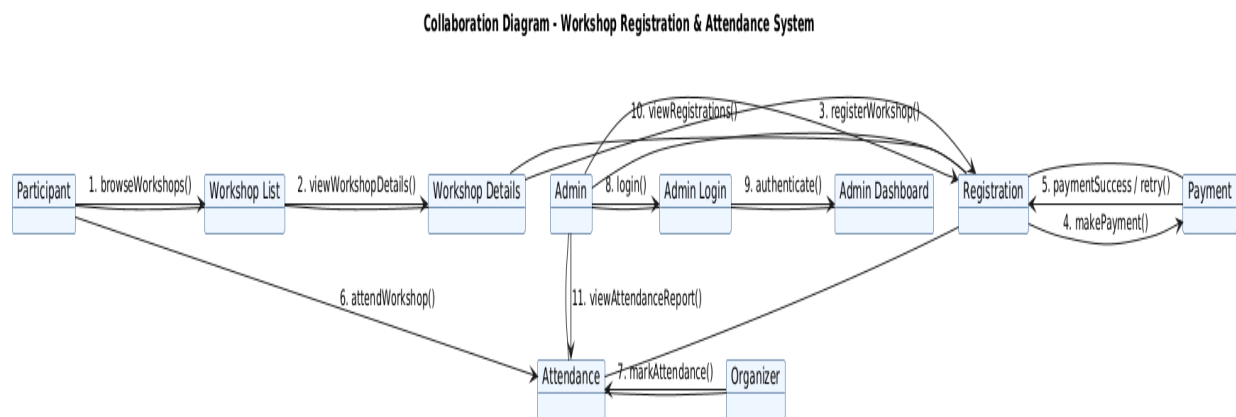 Collaboration Diagram - Workshop Registration & Attendance System
10. viewRegistrations()
3. registerWorkshop()
Participant
1. browseWorkshops()
Workshop List
2. viewWorkshopDetails()
Workshop Details
Admin
8. login()
Admin Login
9. authenticate()
Admin Dashboard
Registration
5. paymentSuccess / retry()
Payment
4. makePayment()
6. attendWorkshop()
11. viewAttendanceReport()
Attendance
7. markAttendance()
Organizer